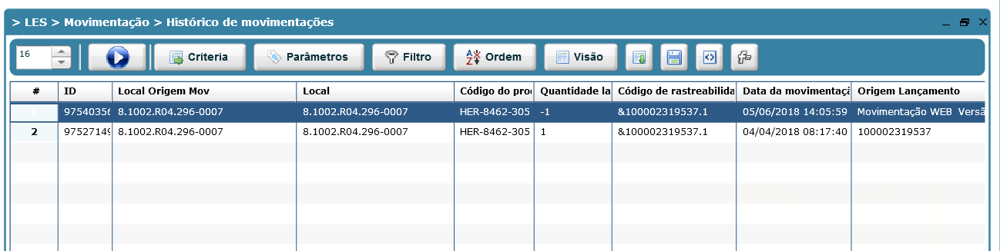 > LES > Movimentação > Histórico de movimentações
16 Criteria Parâmetros Filtro AZ Ordem Visão
# ID Local Origem Mov Local Código do pro Quantidade la Código de rastreabilida Data da movimentaçã Origem Lançamento
1 97540356 8.1002.R04.296-0007 8.1002.R04.296-0007 HER-8462-305 -1 &100002319537.1 05/06/2018 14:05:59 Movimentação WEB Versã
2 97527149 8.1002.R04.296-0007 8.1002.R04.296-0007 HER-8462-305 1 &100002319537.1 04/04/2018 08:17:40 100002319537